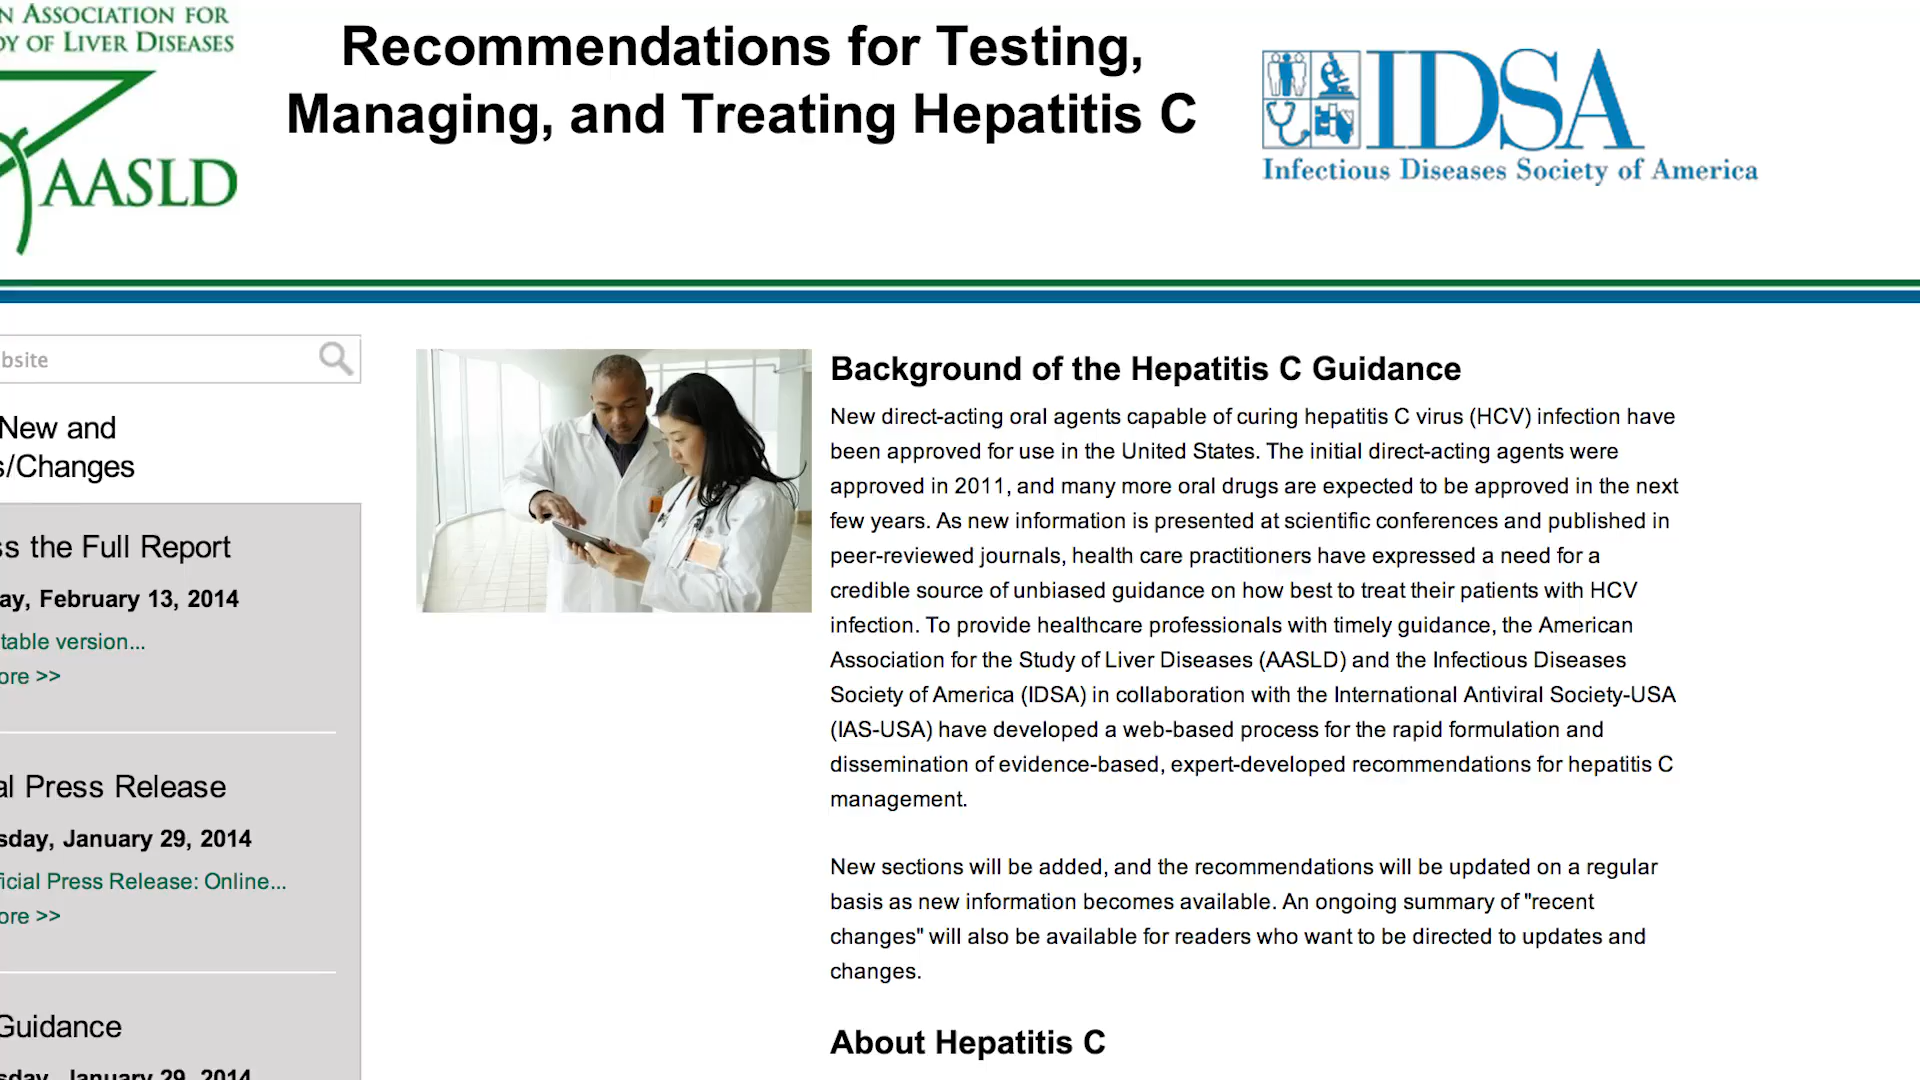 N ASSOCIATION FOR
DY OF LIVER DISEASES
AASLD
Recommendations for Testing,
Managing, and Treating Hepatitis C
IDSA
Infectious Diseases Society of America
bsite
New and
s/Changes
ss the Full Report
ay, February 13, 2014
table version...
ore >>
al Press Release
sday, January 29, 2014
ficial Press Release: Online...
ore >>
Guidance
sday, January 29, 2014
Background of the Hepatitis C Guidance
New direct-acting oral agents capable of curing hepatitis C virus (HCV) infection have
been approved for use in the United States. The initial direct-acting agents were
approved in 2011, and many more oral drugs are expected to be approved in the next
few years. As new information is presented at scientific conferences and published in
peer-reviewed journals, health care practitioners have expressed a need for a
credible source of unbiased guidance on how best to treat their patients with HCV
infection. To provide healthcare professionals with timely guidance, the American
Association for the Study of Liver Diseases (AASLD) and the Infectious Diseases
Society of America (IDSA) in collaboration with the International Antiviral Society-USA
(IAS-USA) have developed a web-based process for the rapid formulation and
dissemination of evidence-based, expert-developed recommendations for hepatitis C
management.
New sections will be added, and the recommendations will be updated on a regular
basis as new information becomes available. An ongoing summary of "recent
changes" will also be available for readers who want to be directed to updates and
changes.
About Hepatitis C